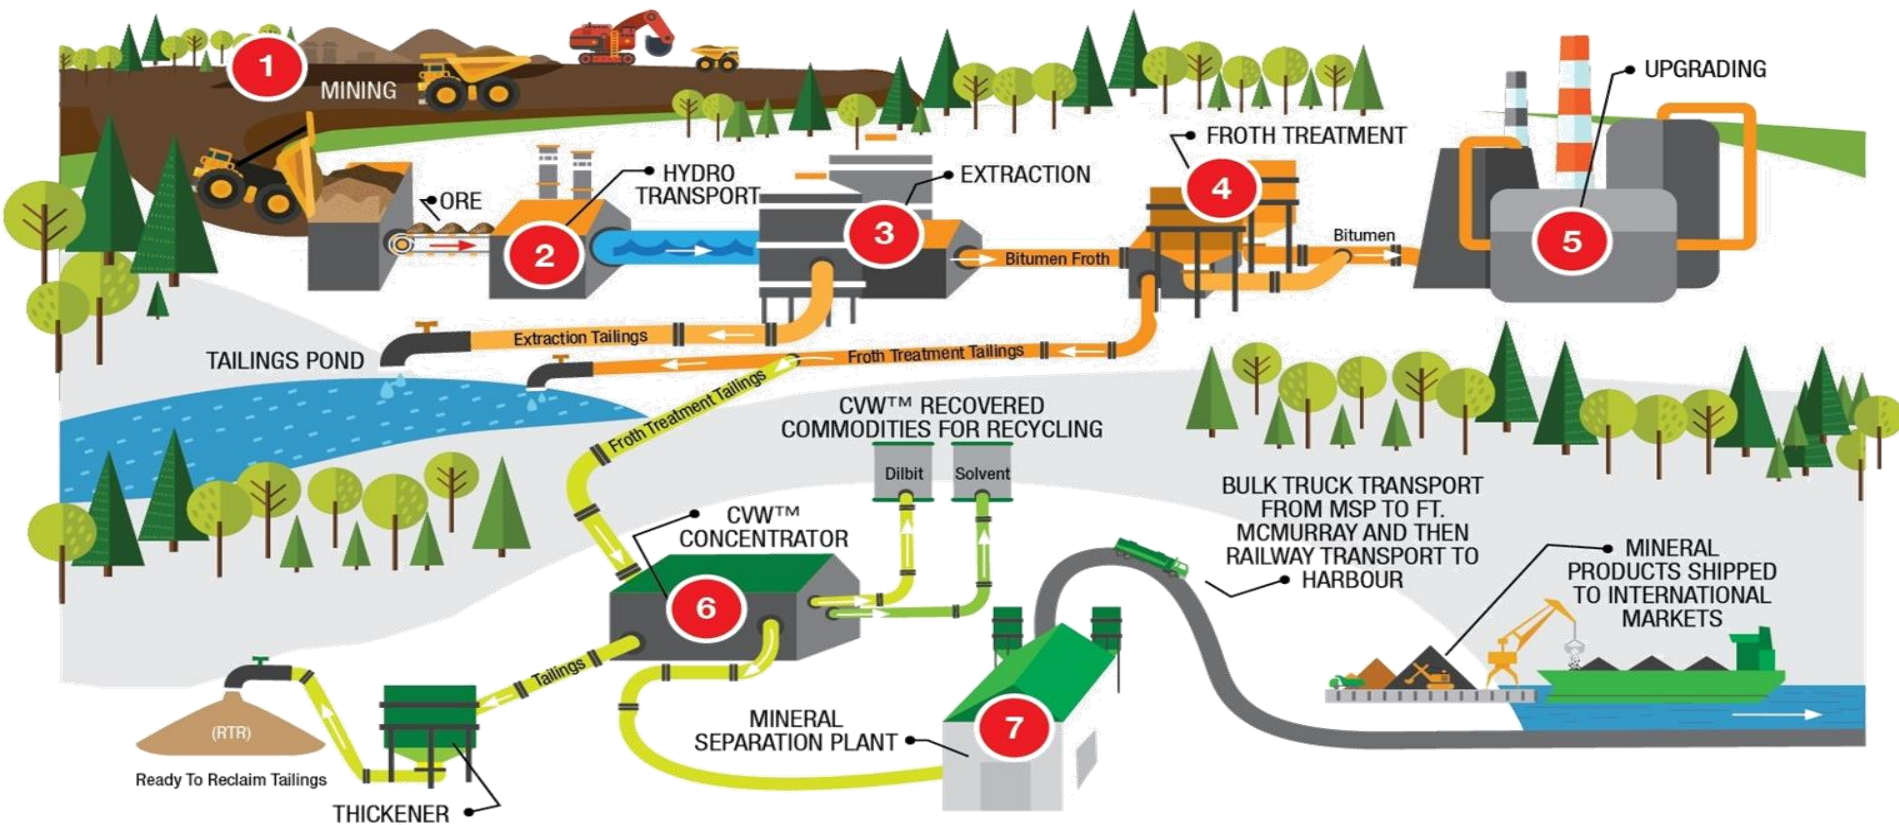 1
MINING
ORE
2
HYDRO
TRANSPORT
3
EXTRACTION
Bitumen Froth
4
FROTH TREATMENT
Bitumen
5
UPGRADING
Extraction Tailings
Froth Treatment Tailings
TAILINGS POND
Froth Treatment Tailings
CVW™ RECOVERED
COMMODITIES FOR RECYCLING
Dilbit
Solvent
CVW™
CONCENTRATOR
6
BULK TRUCK TRANSPORT
FROM MSP TO FT.
MCMURRAY AND THEN
RAILWAY TRANSPORT TO
HARBOUR
MINERAL
PRODUCTS SHIPPED
TO INTERNATIONAL
MARKETS
Tailings
(RTR)
Ready To Reclaim Tailings
THICKENER
MINERAL
SEPARATION PLANT
7